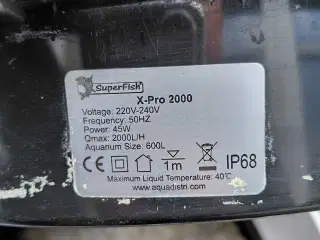 SuperFish
X-Pro 2000
Voltage: 220V-240V
Frequency: 50HZ
Power: 45W
Qmax: 2000L/H
Aquarium Size: 600L
CE 1m IP68
Maximum Liquid Temperature: 40℃
www.aquadistri.com